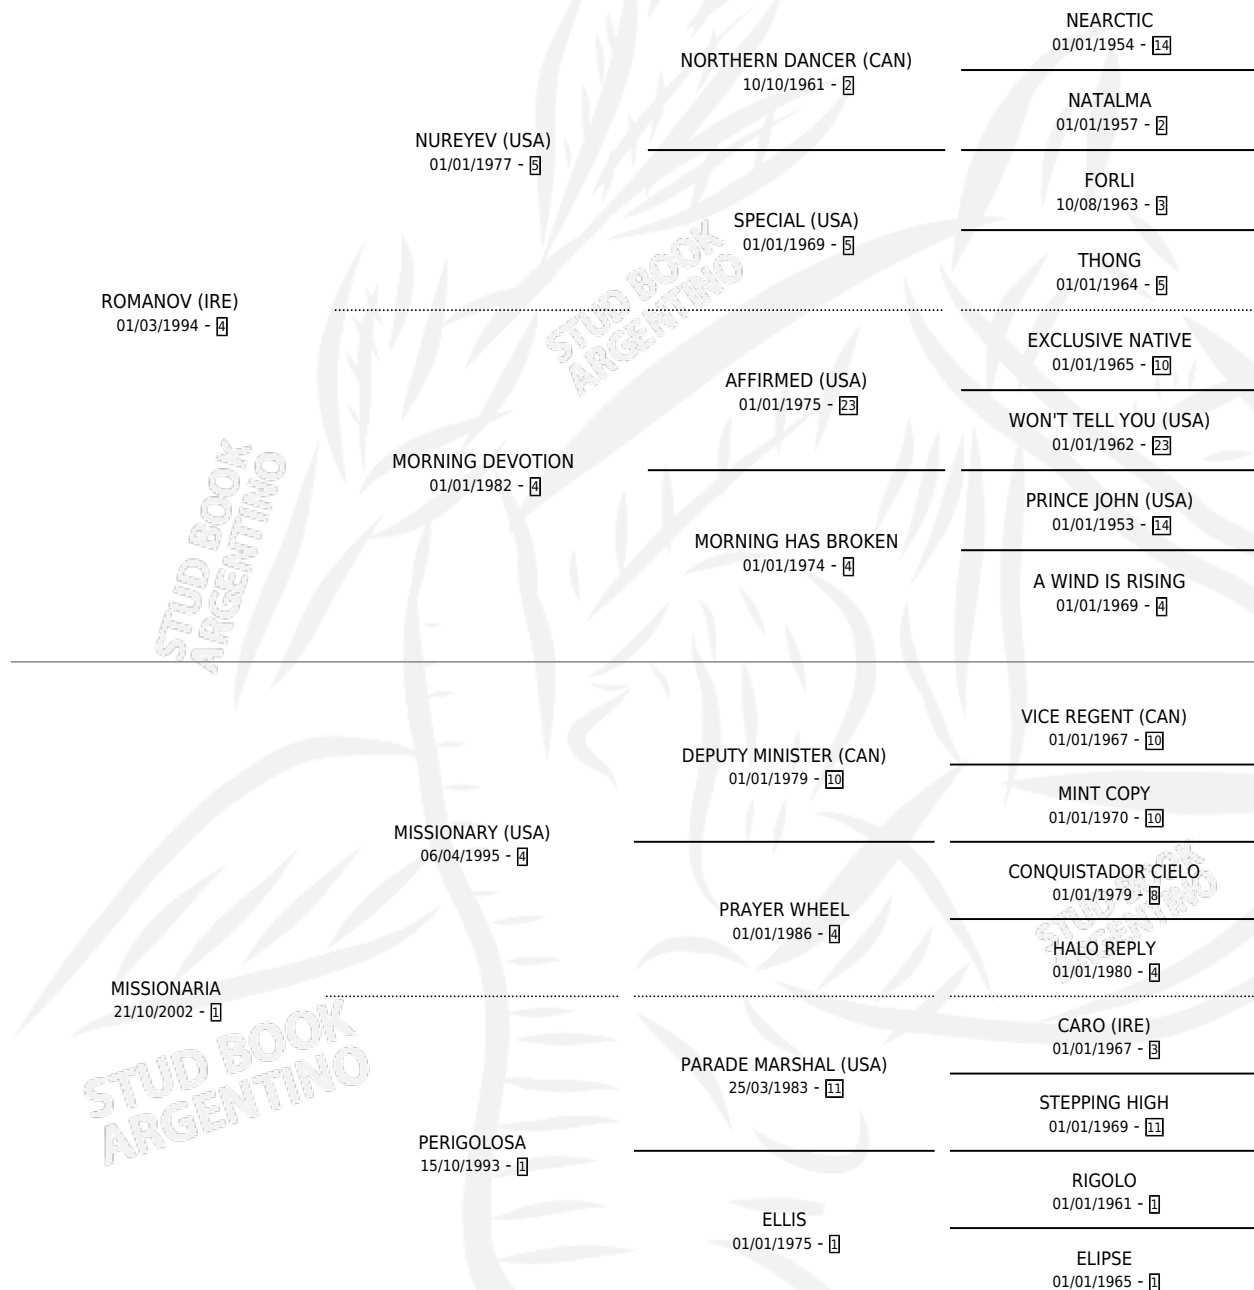 NEARCTIC
01/01/1954 - 14
NORTHERN DANCER (CAN)
10/10/1961 - 2
NATALMA
01/01/1957 - 2
NUREYEV (USA)
01/01/1977 - 5
FORLI
10/08/1963 - 3
SPECIAL (USA)
01/01/1969 - 5
THONG
01/01/1964 - 5
ROMANOV (IRE)
01/03/1994 - 4
EXCLUSIVE NATIVE
01/01/1965 - 10
AFFIRMED (USA)
01/01/1975 - 23
WON'T TELL YOU (USA)
01/01/1962 - 23
MORNING DEVOTION
01/01/1982 - 4
PRINCE JOHN (USA)
01/01/1953 - 14
MORNING HAS BROKEN
01/01/1974 - 4
A WIND IS RISING
01/01/1969 - 4
STUD BOOK
ARGENTINO
STUD BOOK
ARGENTINO
VICE REGENT (CAN)
01/01/1967 - 10
DEPUTY MINISTER (CAN)
01/01/1979 - 10
MINT COPY
01/01/1970 - 10
MISSIONARY (USA)
06/04/1995 - 4
CONQUISTADOR CIELO
01/01/1979 - 8
PRAYER WHEEL
01/01/1986 - 4
HALO REPLY
01/01/1980 - 4
STUD BOOK
ARGENTINO
MISSIONARIA
21/10/2002 - 1
CARO (IRE)
01/01/1967 - 3
PARADE MARSHAL (USA)
25/03/1983 - 11
STEPPING HIGH
01/01/1969 - 11
STUD BOOK
ARGENTINO
PERIGOLOSA
15/10/1993 - 1
RIGOLO
01/01/1961 - 1
ELLIS
01/01/1975 - 1
ELIPSE
01/01/1965 - 1